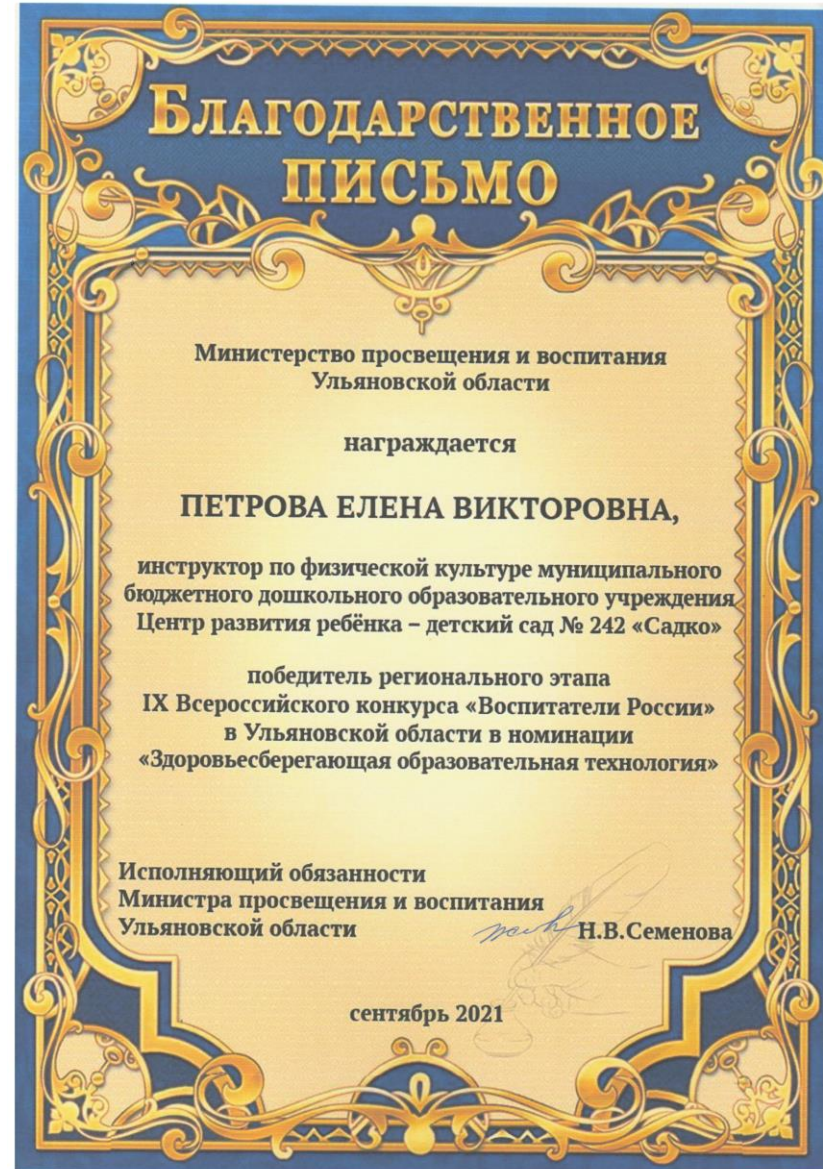 БЛАГОДАРСТВЕННОЕ
ПИСЬМО
Министерство просвещения и воспитания
Ульяновской области
награждается
ПЕТРОВА ЕЛЕНА ВИКТОРОВНА,
инструктор по физической культуре муниципального
бюджетного дошкольного образовательного учреждения
Центр развития ребёнка – детский сад № 242 «Садко»
победитель регионального этапа
IX Всероссийского конкурса «Воспитатели России»
в Ульяновской области в номинации
«Здоровьесберегающая образовательная технология»
Исполняющий обязанности
Министра просвещения и воспитания
Ульяновской области
Н.В.Семенова
сентябрь 2021